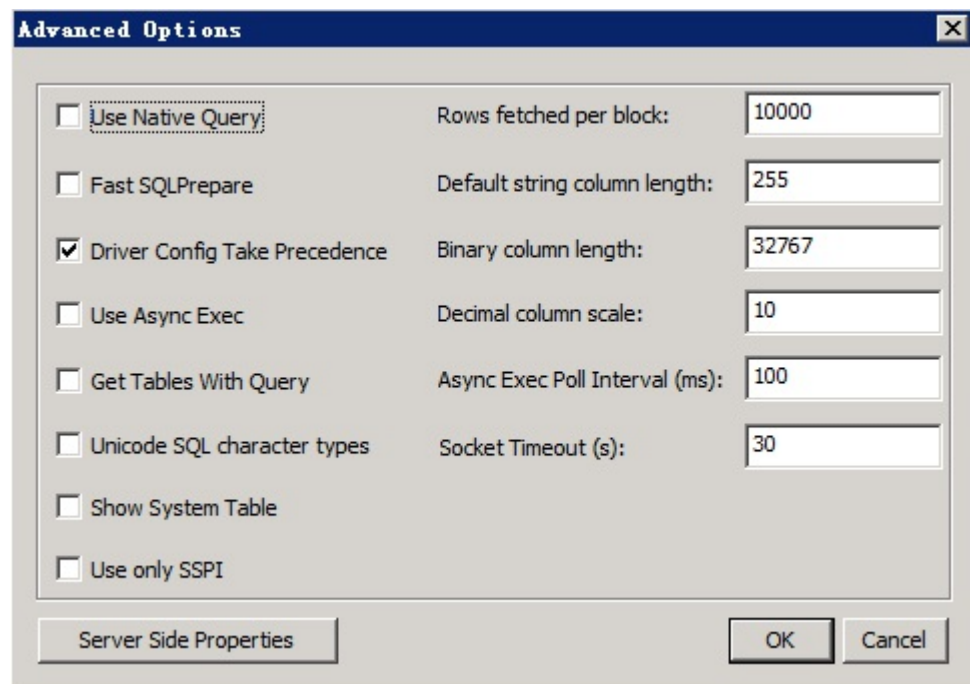 Advanced Options
Use Native Query
Rows fetched per block:
10000
Fast SQLPrepare
Default string column length:
255
Driver Config Take Precedence
Binary column length:
32767
Use Async Exec
Decimal column scale:
10
Get Tables With Query
Async Exec Poll Interval (ms):
100
Unicode SQL character types
Socket Timeout (s):
30
Show System Table
Use only SSPI
Server Side Properties
OK
Cancel